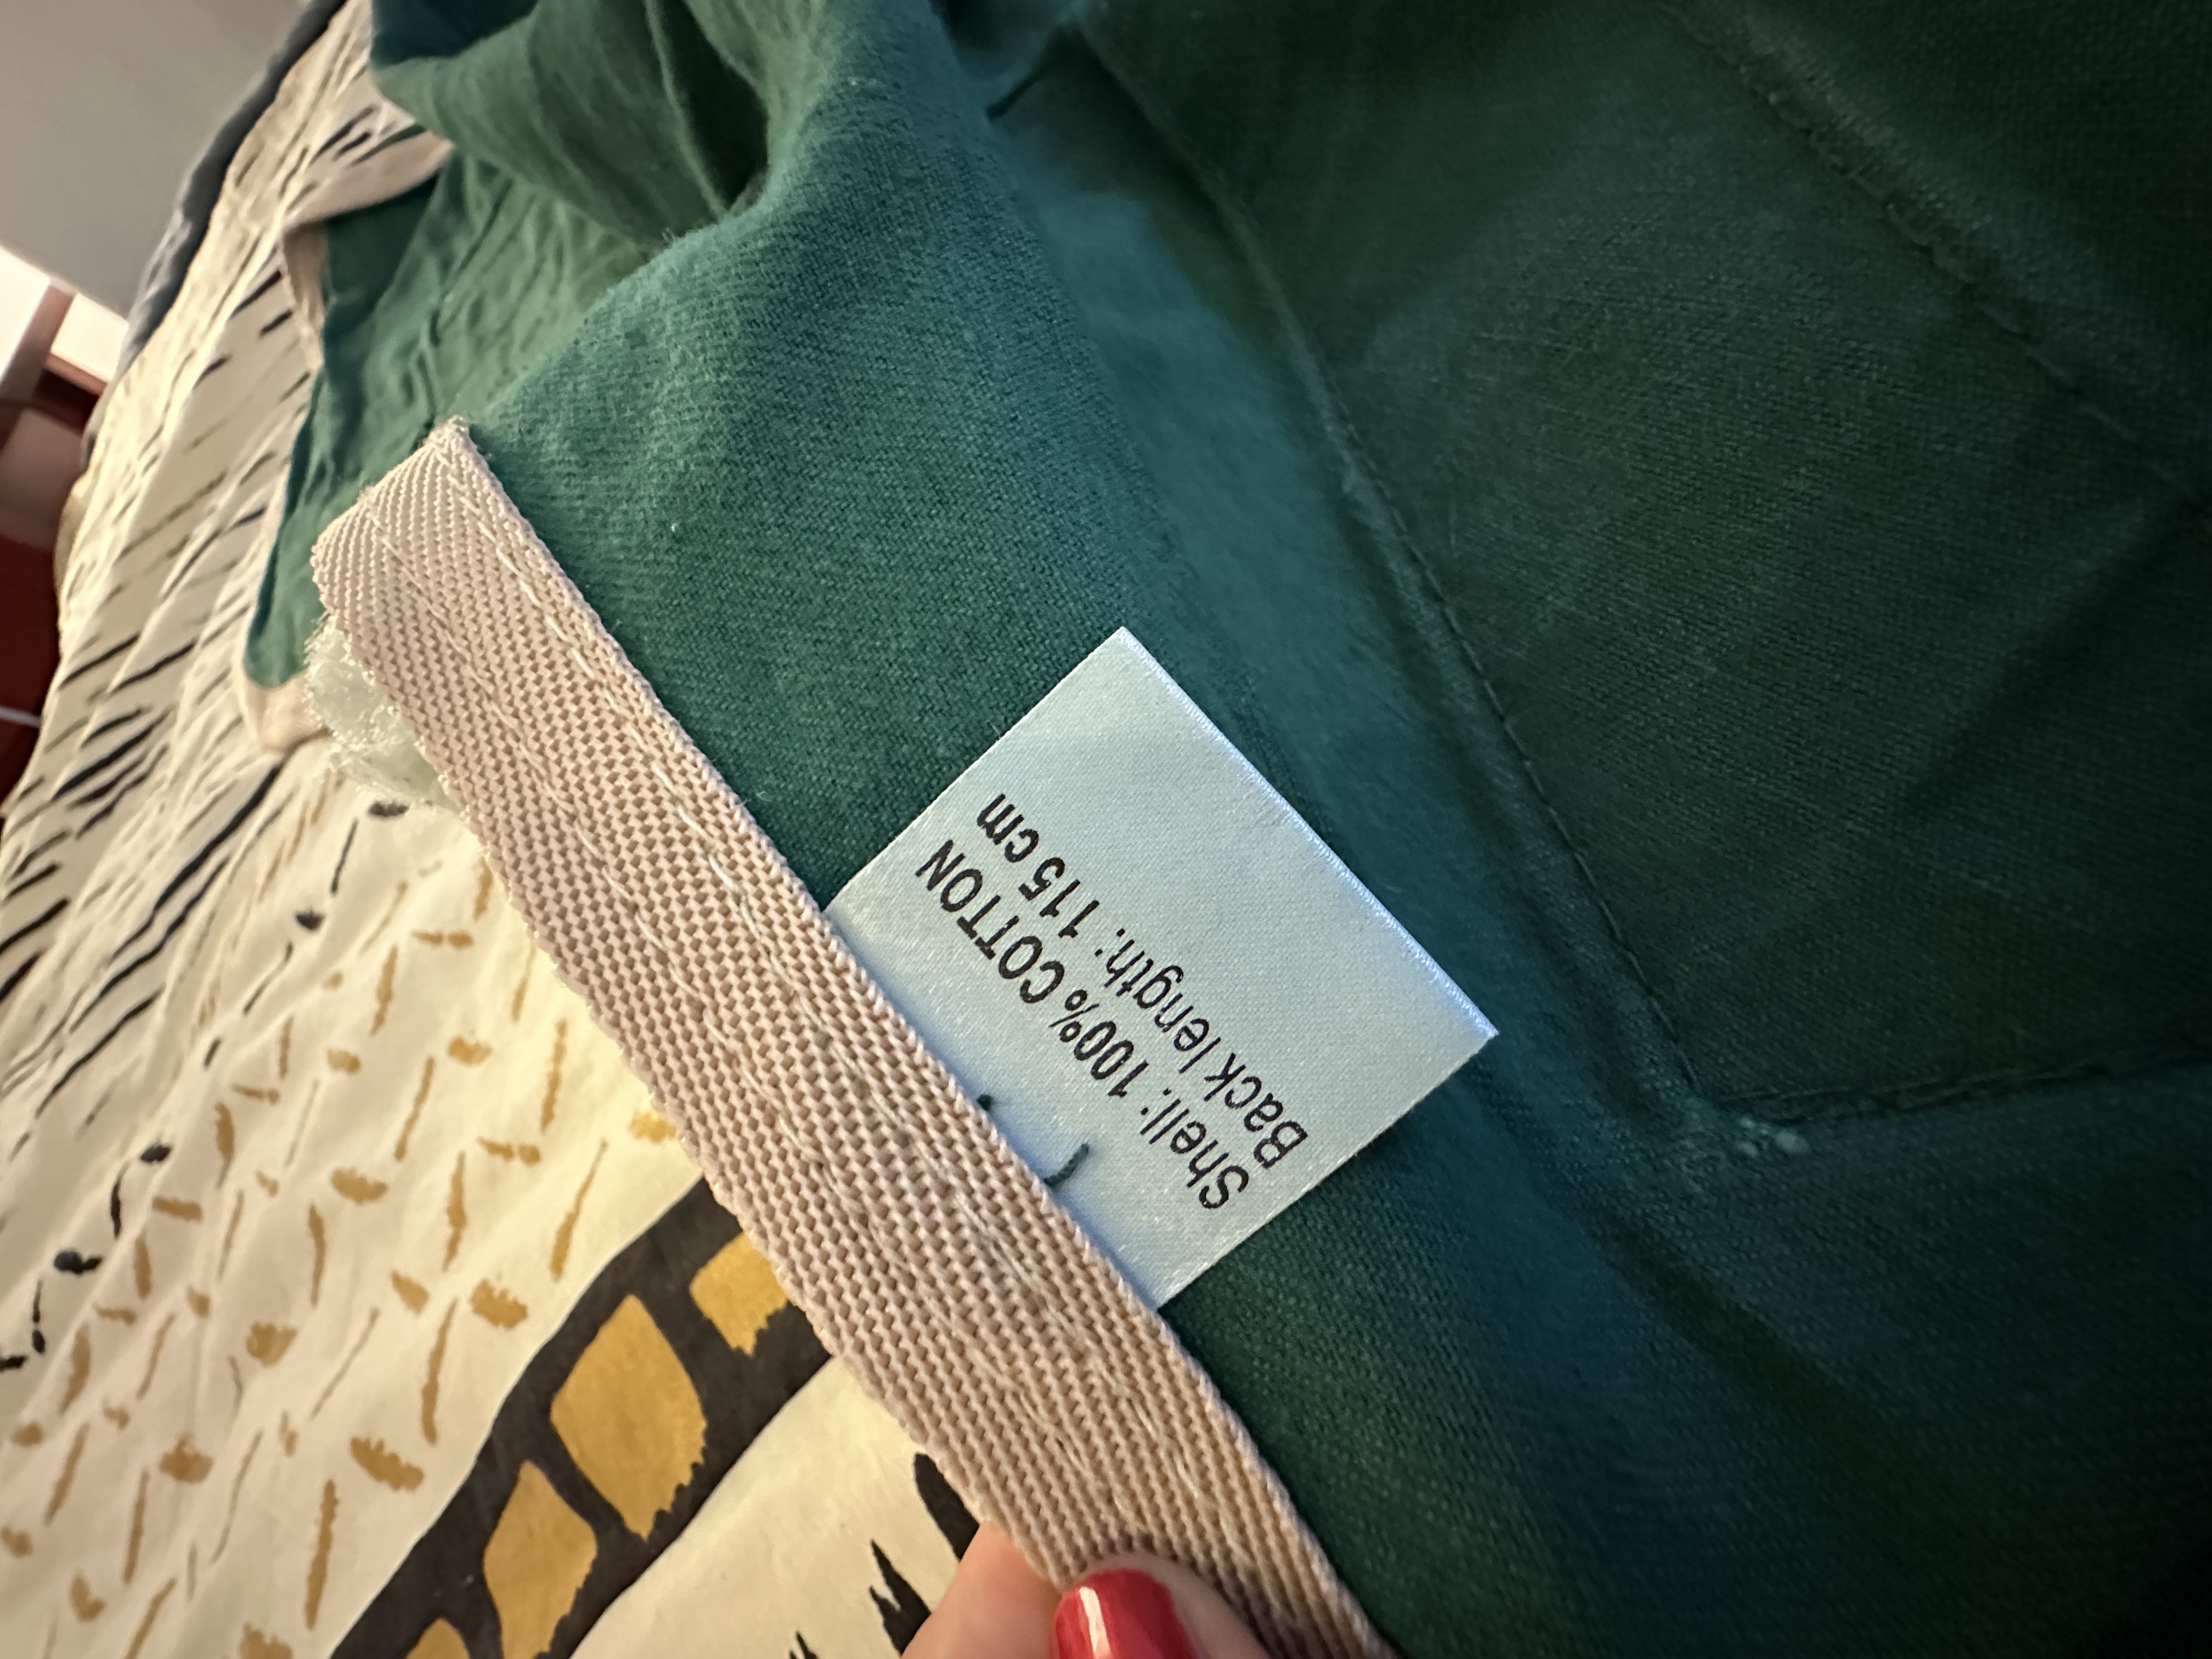 Shell: 100% COTTON
Back length: 115 cm